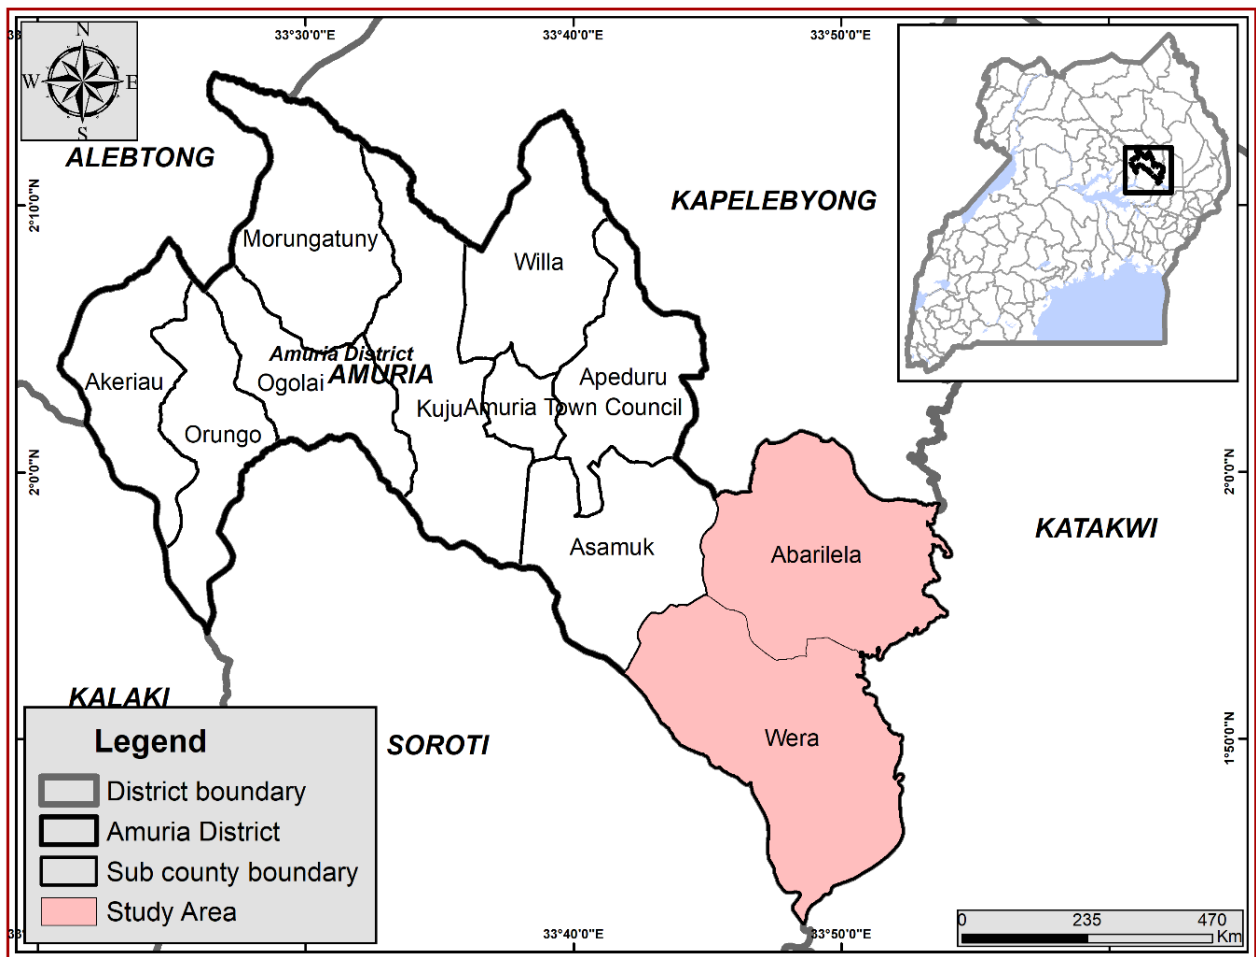 33°30'0"E
33°40'0"E
33°50'0"E
N
W
E
S
ALEBTONG
KAPELEBYONG
2°10'0"N
2°10'0"N
Morungatuny
Willa
Amuria District
AMURIA
Akeriau
Ogolai
Apeduru
Kuju
Amuria Town Council
Orungo
2°0'0"N
2°0'0"N
KATAKWI
Asamuk
Abarilela
KALAKI
SOROTI
Wera
1°50'0"N
Legend
District boundary
Amuria District
Sub county boundary
Study Area
0 235 470
Km
33°40'0"E
33°50'0"E